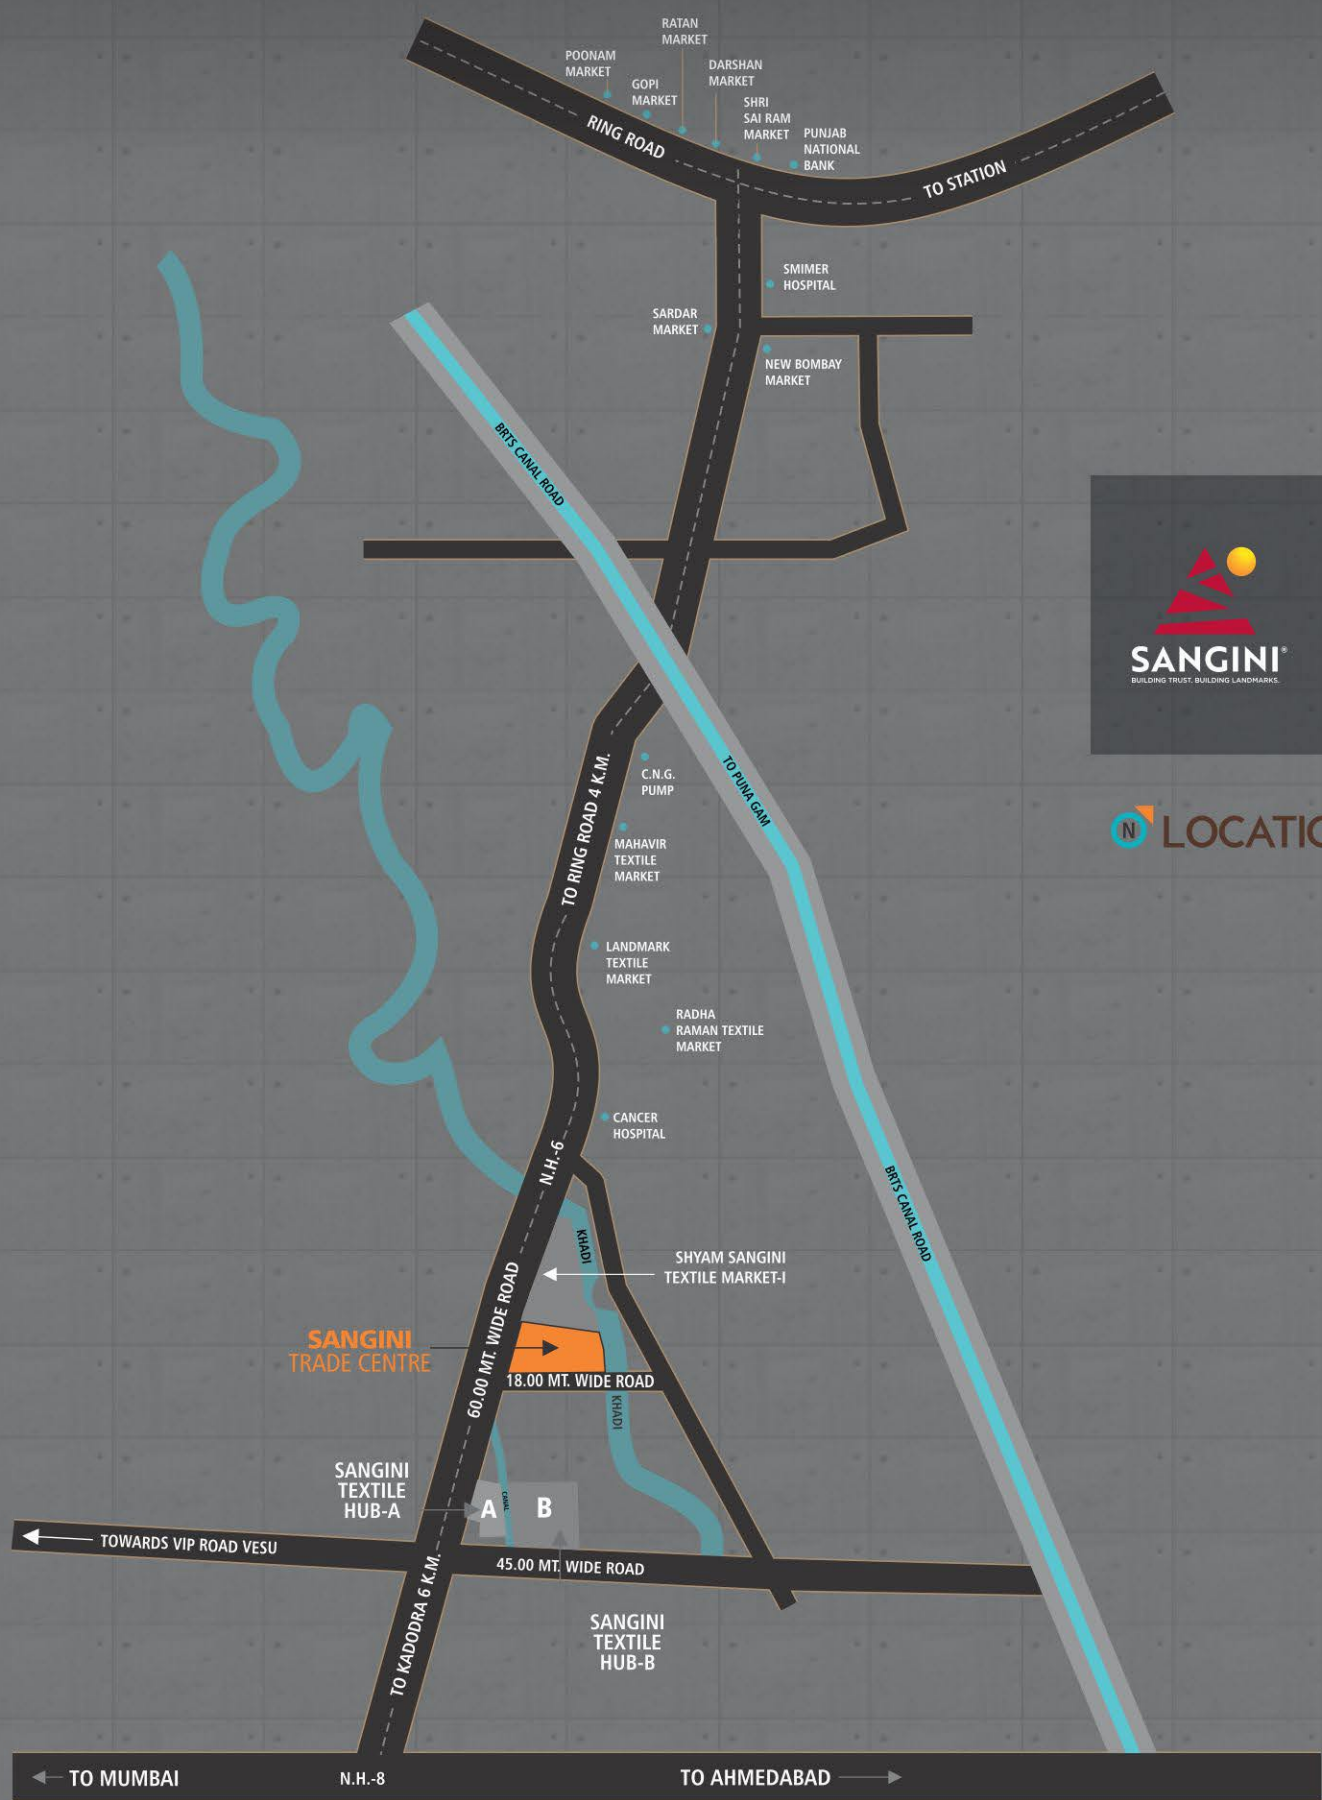 RATAN
MARKET
POONAM
MARKET
DARSHAN
MARKET
GOPI
MARKET
SHRI
SAI RAM
MARKET
PUNJAB
NATIONAL
BANK
RING ROAD
TO STATION
SMIMER
HOSPITAL
SARDAR
MARKET
NEW BOMBAY
MARKET
BRTS CANAL ROAD
SANGINI®
BUILDING TRUST. BUILDING LANDMARKS.
TO PUNA GAM
C.N.G.
PUMP
TO RING ROAD 4 K.M.
N
LOCATIO
MAHAVIR
TEXTILE
MARKET
LANDMARK
TEXTILE
MARKET
RADHA
RAMAN TEXTILE
MARKET
CANCER
HOSPITAL
N.H.-6
BRTS CANAL ROAD
KHADI
SHYAM SANGINI
TEXTILE MARKET-I
60.00 MT. WIDE ROAD
SANGINI
TRADE CENTRE
18.00 MT. WIDE ROAD
KHADI
SANGINI
TEXTILE
HUB-A
A
CANAL
B
TOWARDS VIP ROAD VESU
45.00 MT. WIDE ROAD
TO KADODRA 6 K.M.
SANGINI
TEXTILE
HUB-B
TO MUMBAI
N.H.-8
TO AHMEDABAD